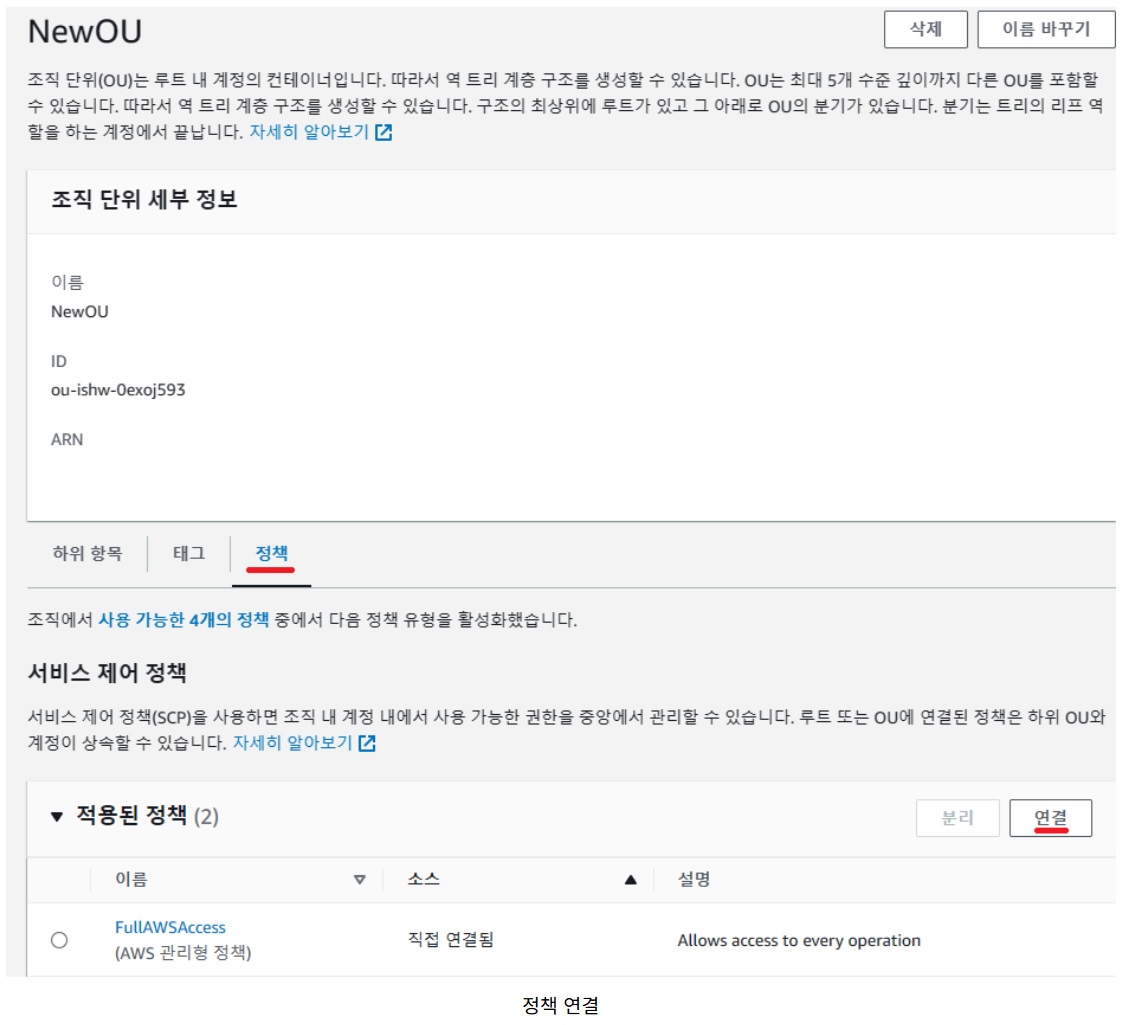 NewOU
삭제
이름 바꾸기
조직 단위(OU)는 루트 내 계정의 컨테이너입니다. 따라서 역 트리 계층 구조를 생성할 수 있습니다. OU는 최대 5개 수준 깊이까지 다른 OU를 포함할
수 있습니다. 따라서 역 트리 계층 구조를 생성할 수 있습니다. 구조의 최상위에 루트가 있고 그 아래로 OU의 분기가 있습니다. 분기는 트리의 리프 역
할을 하는 계정에서 끝납니다. 자세히 알아보기
조직 단위 세부 정보
이름
NewOU
ID
ou-ishw-0exoj593
ARN
하위 항목
태그
정책
조직에서 사용 가능한 4개의 정책 중에서 다음 정책 유형을 활성화했습니다.
서비스 제어 정책
서비스 제어 정책(SCP)을 사용하면 조직 내 계정 내에서 사용 가능한 권한을 중앙에서 관리할 수 있습니다. 루트 또는 OU에 연결된 정책은 하위 OU와
계정이 상속할 수 있습니다. 자세히 알아보기
적용된 정책 (2)
분리
연결
이름
소스
설명
FullAWSAccess
(AWS 관리형 정책)
직접 연결됨
Allows access to every operation
정책 연결